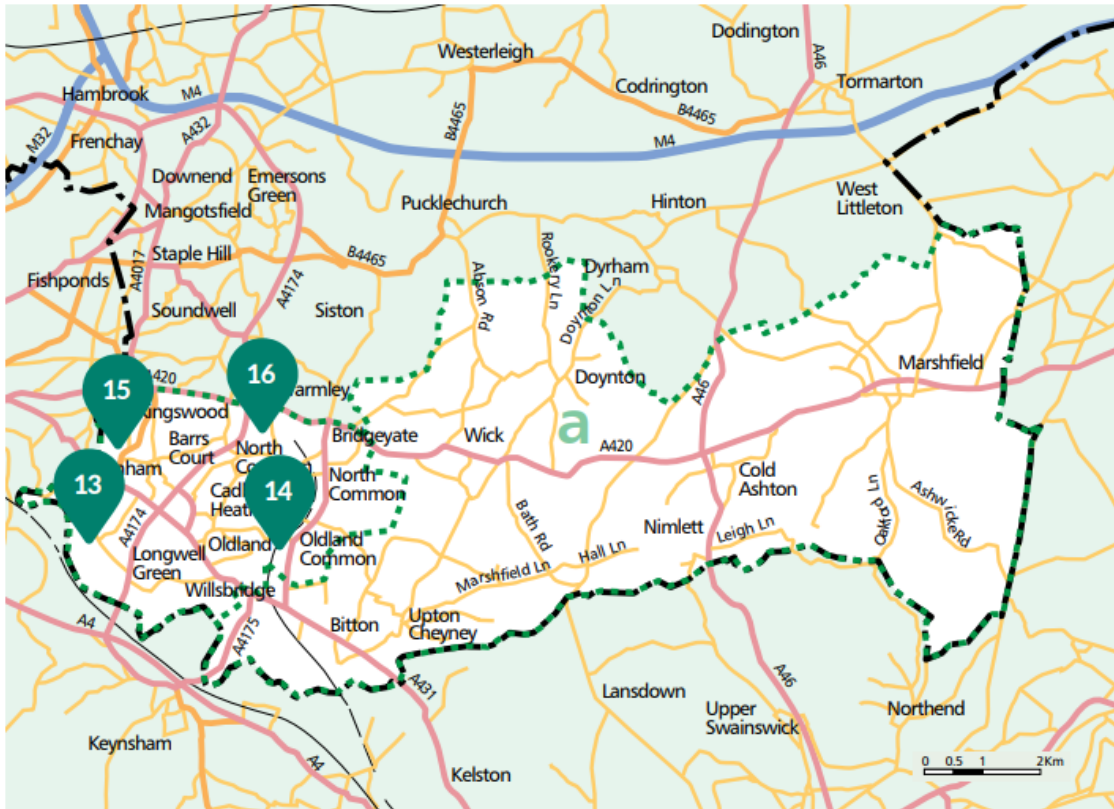 Dodington
Westerleigh
A46
Codrington
Tormarton
Hambrook
M4
B4465
B4465
M32
Frenchay
A432
M4
Downend
Emersons
Green
West
Littleton
Mangotsfield
Pucklechurch
Hinton
Staple Hill
A4017
B4465
Rookery Ln
Dyrham
Fishponds
A4174
Abson Rd
Doynton Ln
Siston
Soundwell
16
Marshfield
15
A420
Doynton
A46
Kingswood
a
Bridgeyate
Wick
Barrs
Court
North
A420
Cold
Ashton
13
14
North
Common
Heath
Oakford Ln
Ashwicke Rd
Bath Rd
Nimlett
A4174
Oldland
Oldland
Common
Leigh Ln
Longwell
Green
Hall Ln
Marshfield Ln
Willsbridge
Upton
Cheyney
A4
A4175
Bitton
A431
Lansdown
A46
Upper
Swainswick
Northend
Keynsham
A4
Kelston
0 0.5 1 2Km